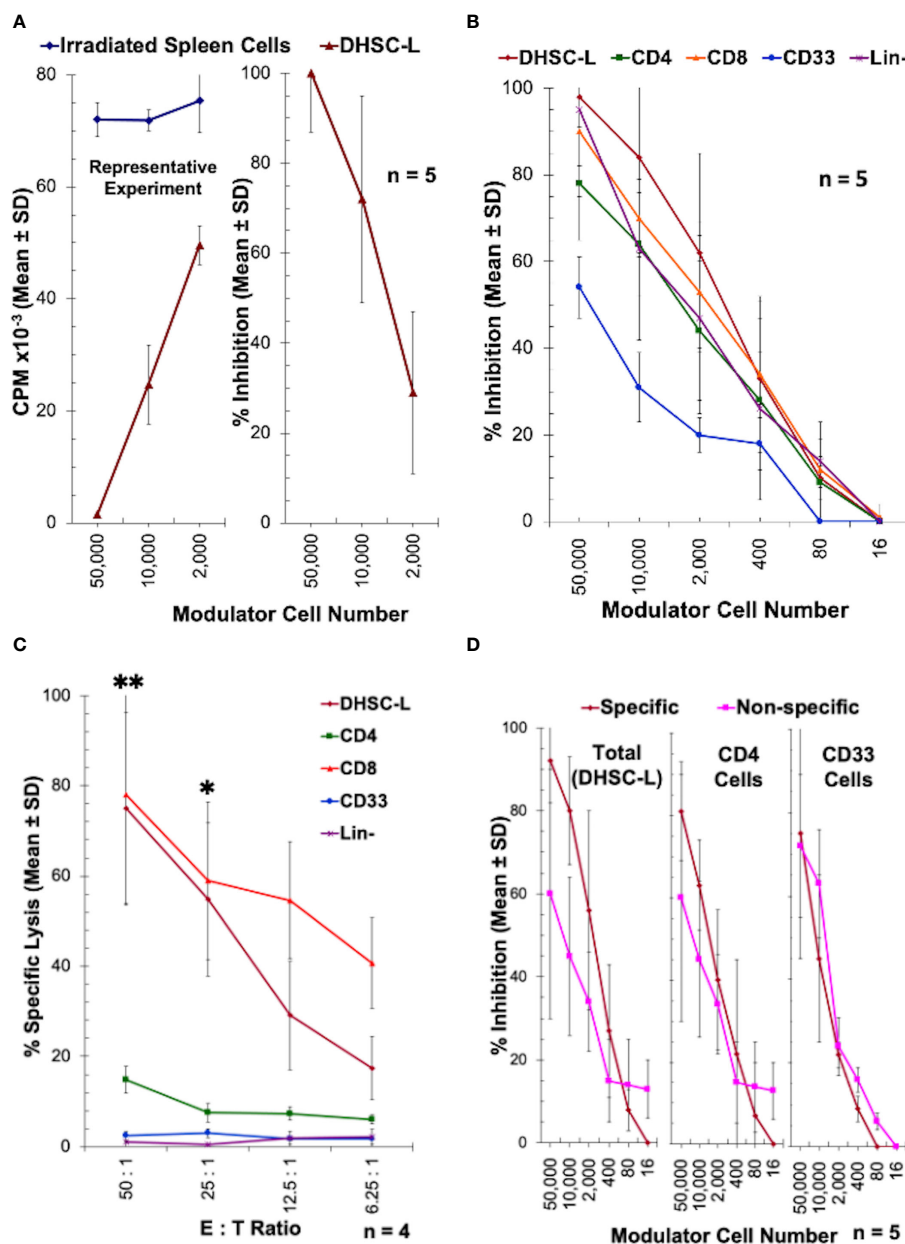 A
Irradiated Spleen Cells
DHSC-L
CPM x10⁻³ (Mean ± SD)
80
60
40
20
0
Representative
Experiment
50,000
10,000
2,000
% Inhibition (Mean ± SD)
100
80
60
40
20
0
n = 5
50,000
10,000
2,000
Modulator Cell Number
B
DHSC-L
CD4
CD8
CD33
Lin-
% Inhibition (Mean ± SD)
100
80
60
40
20
0
n = 5
50,000
10,000
2,000
400
80
16
Modulator Cell Number
C
**
*
DHSC-L
CD4
CD8
CD33
Lin-
% Specific Lysis (Mean ± SD)
100
80
60
40
20
0
50 : 1
25 : 1
12.5 : 1
6.25 : 1
E : T Ratio
n = 4
D
Specific
Non-specific
% Inhibition (Mean ± SD)
100
80
60
40
20
0
Total
(DHSC-L)
CD4
Cells
CD33
Cells
50,000
10,000
2,000
400
80
16
50,000
10,000
2,000
400
80
16
50,000
10,000
2,000
400
80
16
Modulator Cell Number
n = 5